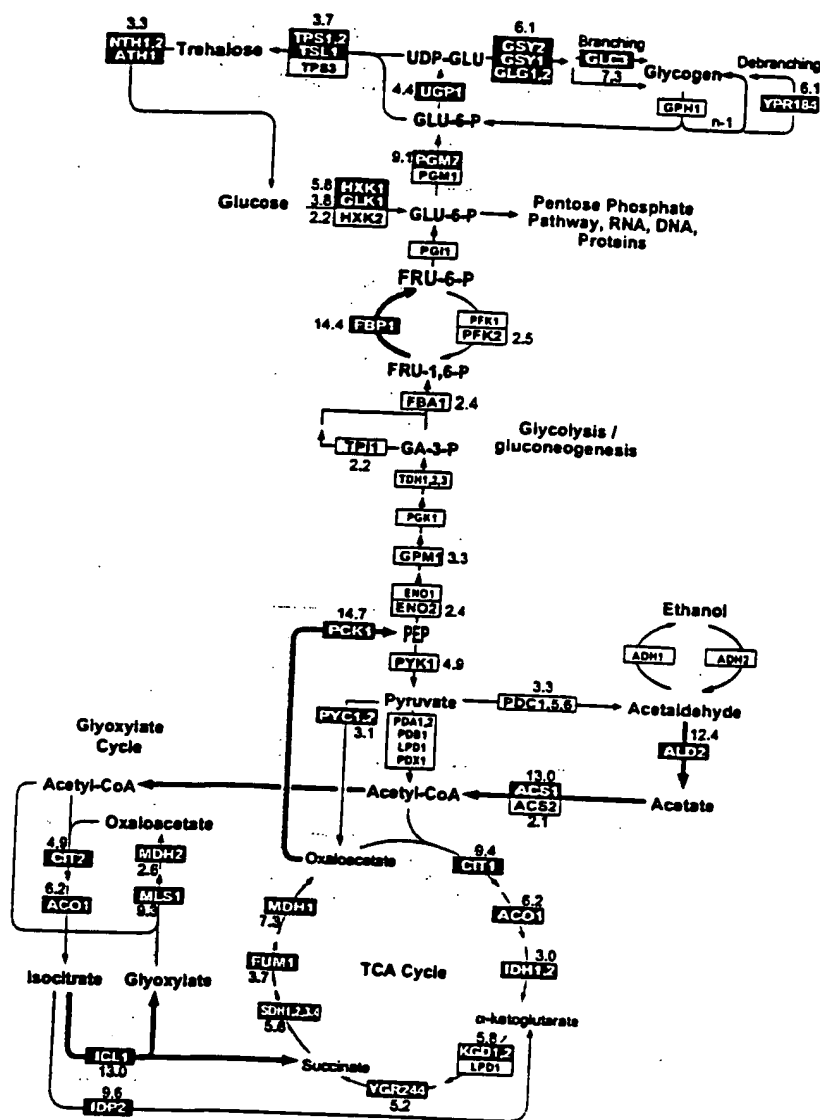 3.3
NTH1,2
ATH1
Trehalose
3.7
TPS1,2
TSL1
TPS3
UDP-GLU
6.1
GSY2
GSY1
GLG1,2
Branching
GLC3
7.3
Glycogen
Debranching
6.1
YPR184
GPH1
n-1
4.4 UGP1
GLU-6-P
9.1 PGM2
PGM1
Glucose
5.8 HXK1
3.8 GLK1
2.2 HXK2
GLU-6-P
Pentose Phosphate
Pathway, RNA, DNA,
Proteins
PGI1
FRU-6-P
14.4 FBP1
PFK1
PFK2 2.5
FRU-1,6-P
FBA1 2.4
TPI1
2.2
GA-3-P
Glycolysis /
gluconeogenesis
TDH1,2,3
PGK1
GPM1 3.3
ENO1
ENO2 2.4
14.7
PCK1
PEP
PYK1 4.9
Ethanol
ADH1
ADH2
Pyruvate
3.3
PDC1,5,6
Acetaldehyde
PYC1,2
3.1
PDA1,2
PDB1
LPD1
PDX1
12.4
ALD2
Glyoxylate
Cycle
Acetyl-CoA
Acetyl-CoA
13.0
ACS1
ACS2
2.1
Acetate
Oxaloacetate
4.9
CIT2
MDH2
2.6
6.2
ACO1
MLS1
9.3
Isocitrate
Glyoxylate
ICL1
13.0
9.6
IDP2
Oxaloacetate
9.4
CIT1
MDH1
7.3
6.2
ACO1
FUM1
3.7
TCA Cycle
3.0
IDH1,2
SDH1,2,3,4
5.6
α-ketoglutarate
Succinate
5.8
KGD1,2
LPD1
YGR244
5.2